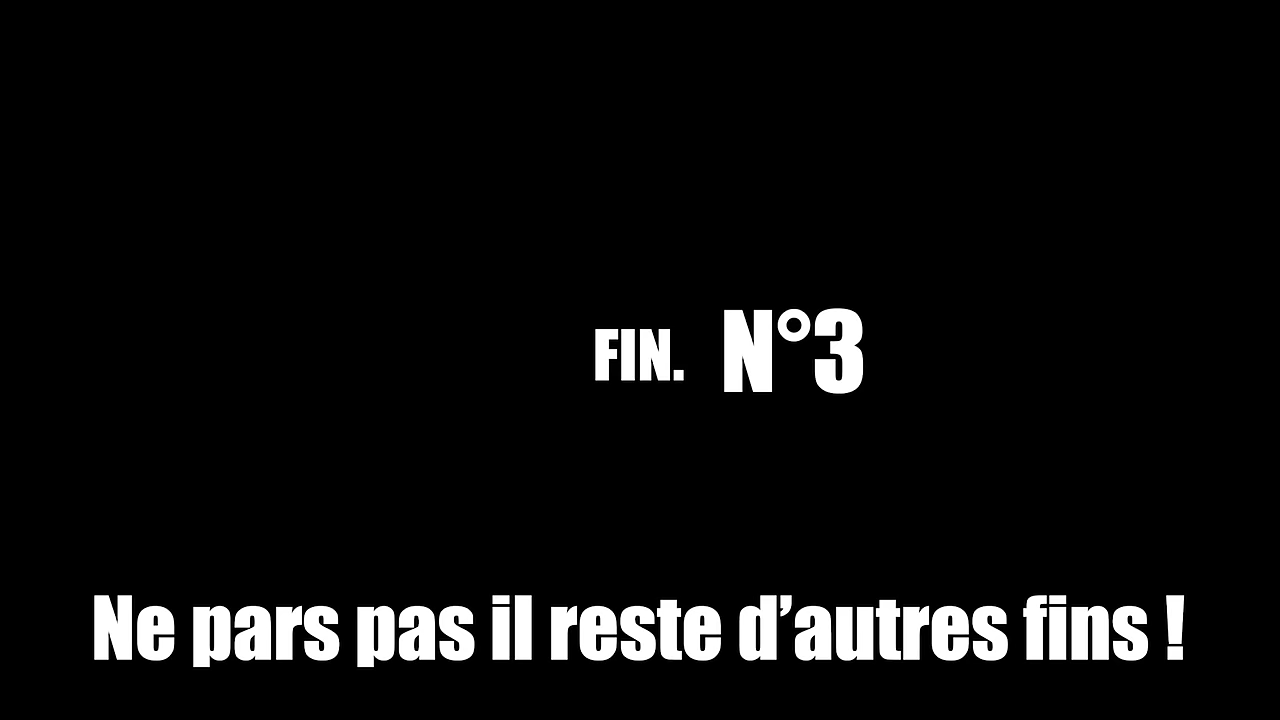 FIN. N°3
Ne pars pas il reste d’autres fins !